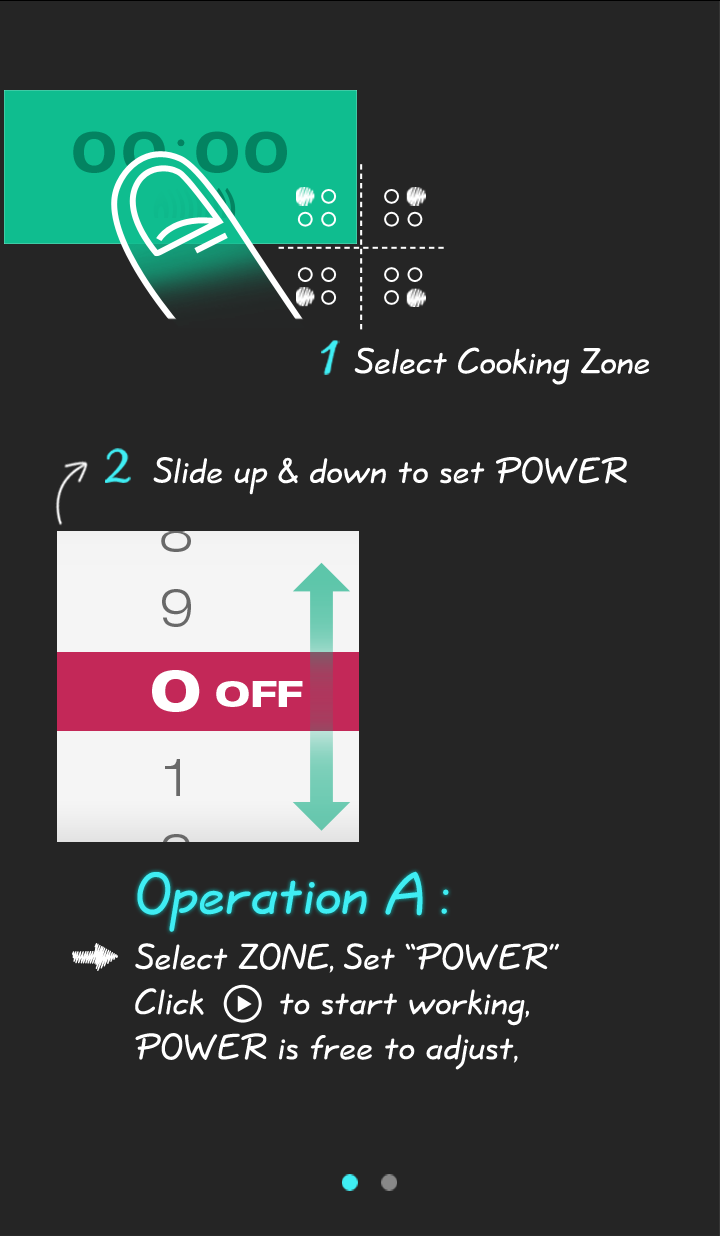 00:00
1 Select Cooking Zone
2 Slide up & down to set POWER
9
0 OFF
1
Operation A :
Select ZONE, Set “POWER”
Click to start working,
POWER is free to adjust,